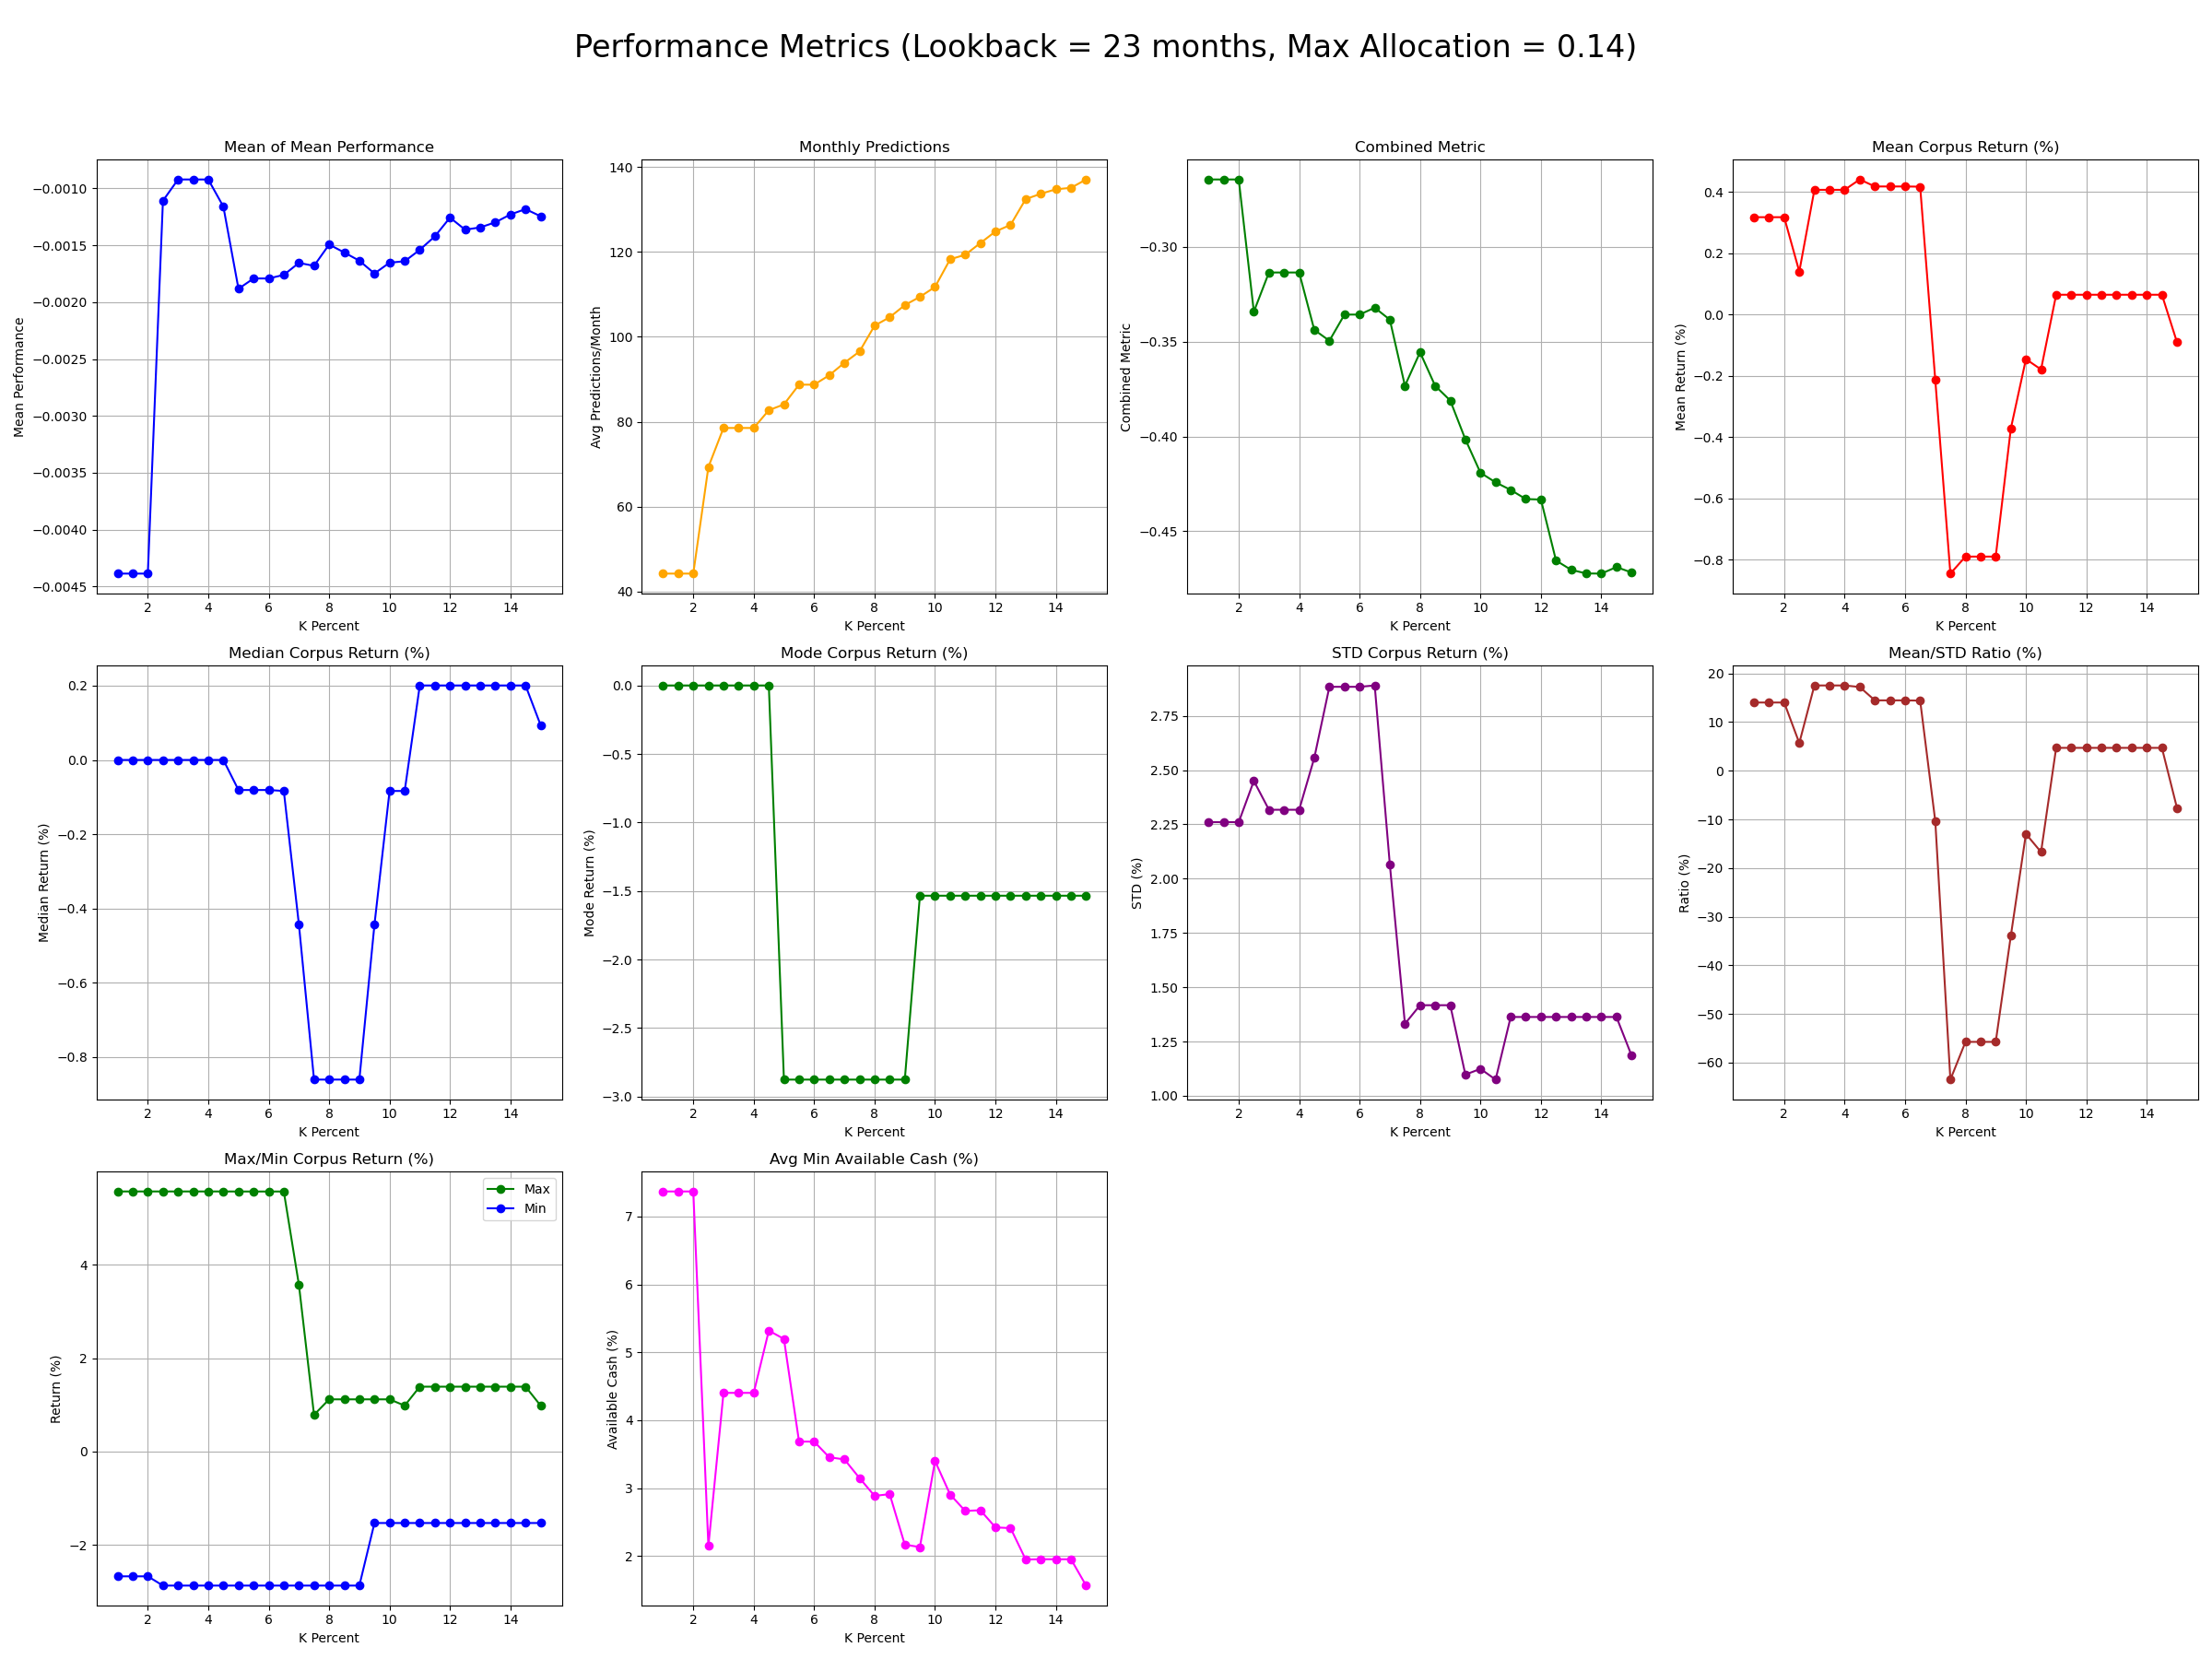 Performance Metrics (Lookback = 23 months, Max Allocation = 0.14)
Mean of Mean Performance
Mean Performance
−0.0010
−0.0015
−0.0020
−0.0025
−0.0030
−0.0035
−0.0040
−0.0045
2 4 6 8 10 12 14
K Percent
Monthly Predictions
Avg Predictions/Month
140
120
100
80
60
40
2 4 6 8 10 12 14
K Percent
Combined Metric
Combined Metric
−0.30
−0.35
−0.40
−0.45
2 4 6 8 10 12 14
K Percent
Mean Corpus Return (%)
Mean Return (%)
0.4
0.2
0.0
−0.2
−0.4
−0.6
−0.8
2 4 6 8 10 12 14
K Percent
Median Corpus Return (%)
Median Return (%)
0.2
0.0
−0.2
−0.4
−0.6
−0.8
2 4 6 8 10 12 14
K Percent
Mode Corpus Return (%)
Mode Return (%)
0.0
−0.5
−1.0
−1.5
−2.0
−2.5
−3.0
2 4 6 8 10 12 14
K Percent
STD Corpus Return (%)
STD (%)
2.75
2.50
2.25
2.00
1.75
1.50
1.25
1.00
2 4 6 8 10 12 14
K Percent
Mean/STD Ratio (%)
Ratio (%)
20
10
0
−10
−20
−30
−40
−50
−60
2 4 6 8 10 12 14
K Percent
Max/Min Corpus Return (%)
Return (%)
4
2
0
−2
Max
Min
2 4 6 8 10 12 14
K Percent
Avg Min Available Cash (%)
Available Cash (%)
7
6
5
4
3
2
2 4 6 8 10 12 14
K Percent